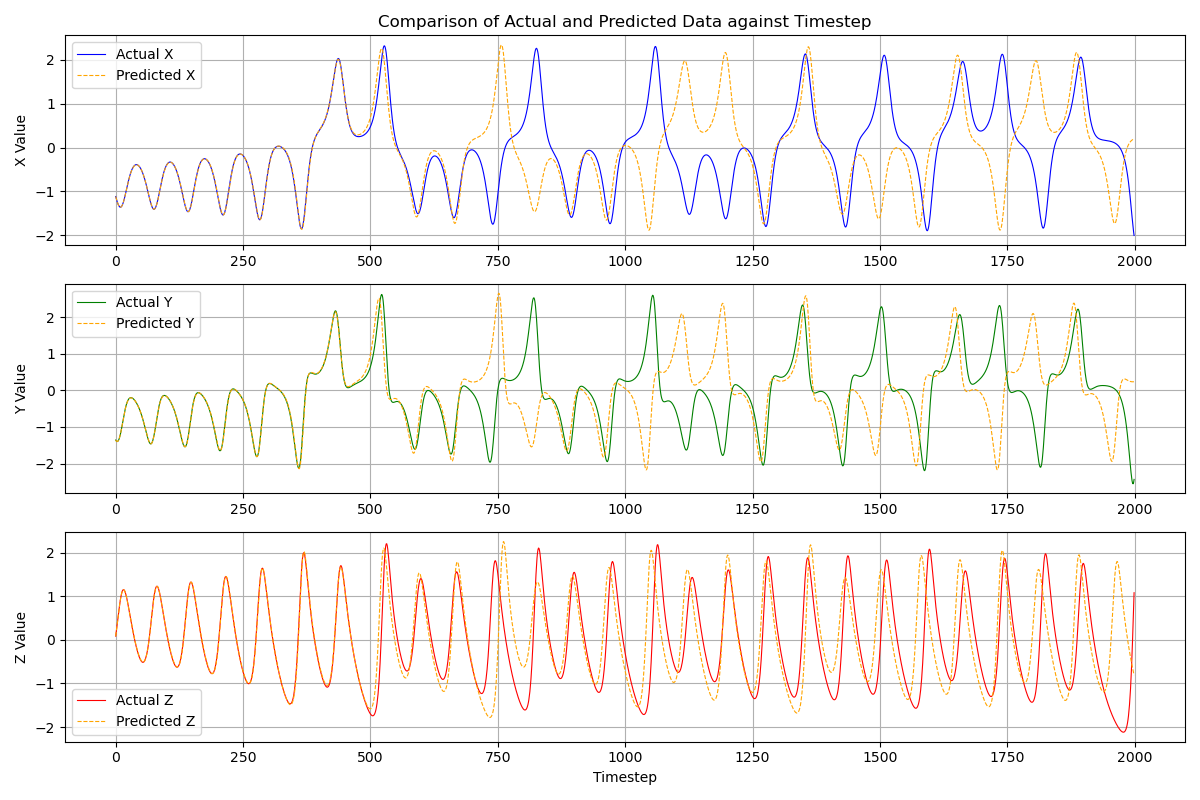 Comparison of Actual and Predicted Data against Timestep
X Value
Actual X
Predicted X
2
1
0
−1
−2
0 250 500 750 1000 1250 1500 1750 2000
Y Value
Actual Y
Predicted Y
2
1
0
−1
−2
0 250 500 750 1000 1250 1500 1750 2000
Z Value
2
1
0
−1
−2
Actual Z
Predicted Z
0 250 500 750 1000 1250 1500 1750 2000
Timestep